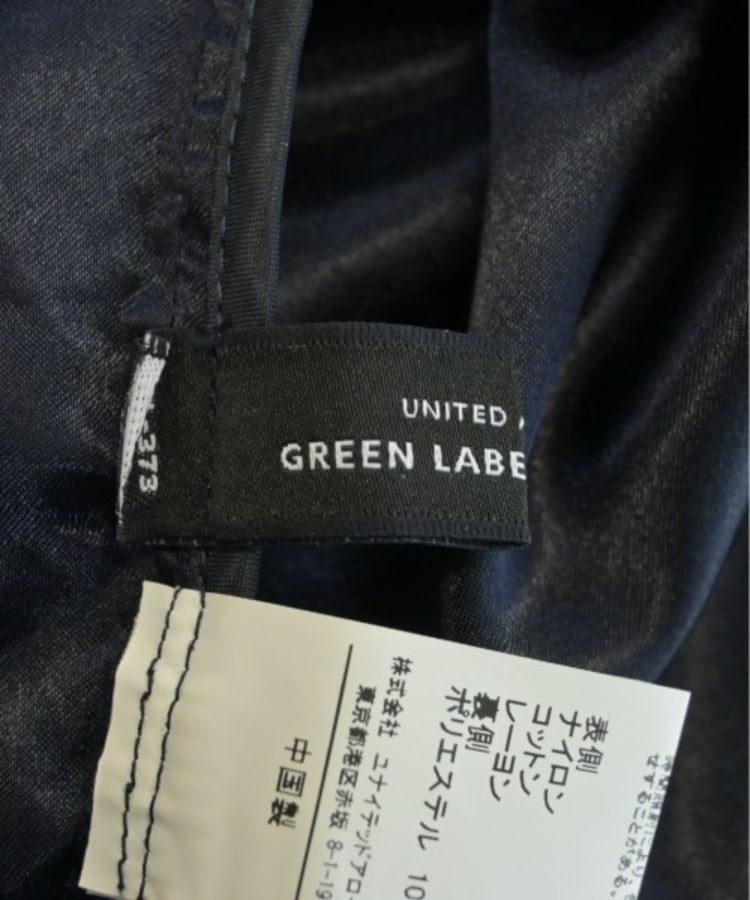 UNITED A
GREEN LABE
-373
表側
ナイロン
コットン
レーヨン
裏側
ポリエステル 10
株式会社 ユナイテッドアロー
東京都港区赤坂 8-1-19
中国製